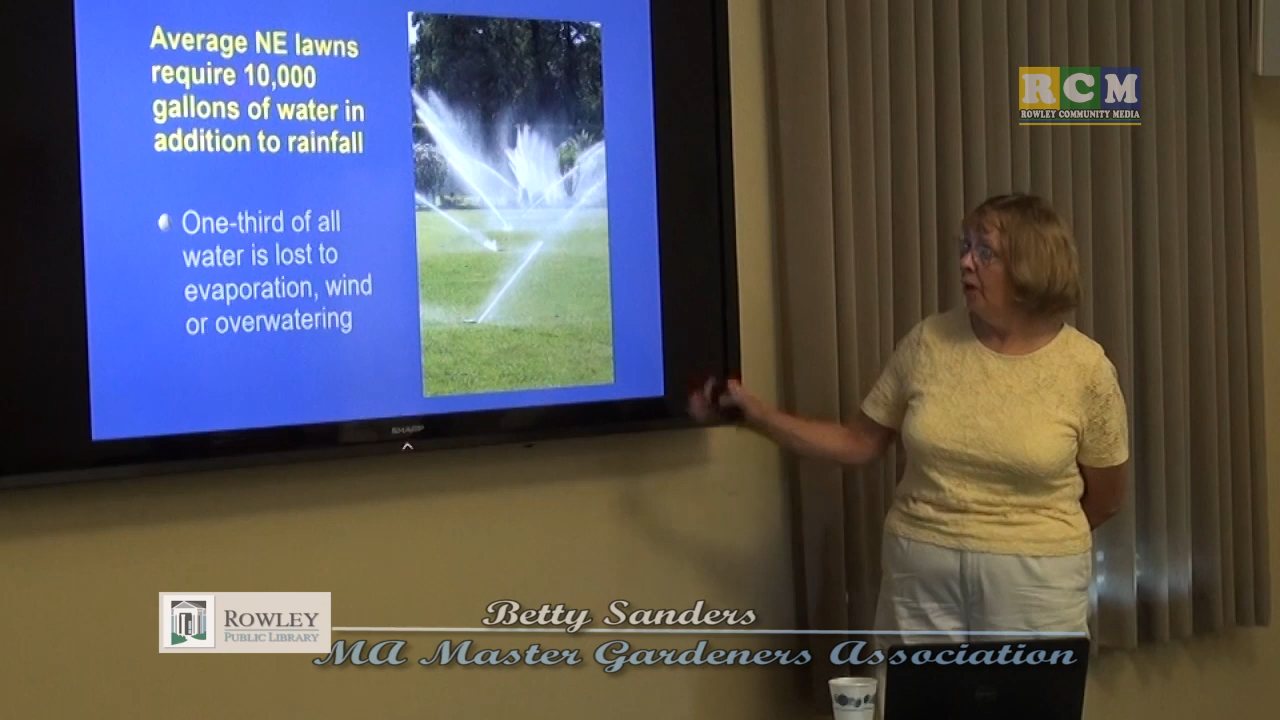 Average NE lawns
require 10,000
gallons of water in
addition to rainfall
One-third of all
water is lost to
evaporation, wind
or overwatering
SHARP
RCM
ROWLEY COMMUNITY MEDIA
ROWLEY
PUBLIC LIBRARY
Betty Sanders
MA Master Gardeners Association